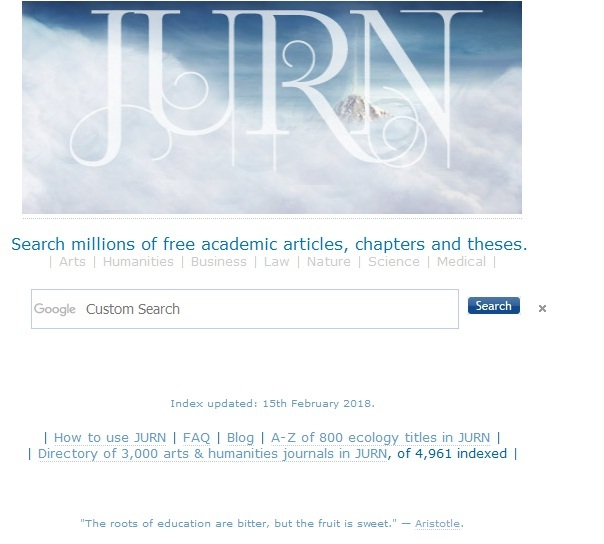 JURN
Search millions of free academic articles, chapters and theses.
| Arts | Humanities | Business | Law | Nature | Science | Medical |
Google Custom Search Search ×
Index updated: 15th February 2018.
| How to use JURN | FAQ | Blog | A-Z of 800 ecology titles in JURN |
| Directory of 3,000 arts & humanities journals in JURN, of 4,961 indexed |
"The roots of education are bitter, but the fruit is sweet." — Aristotle.